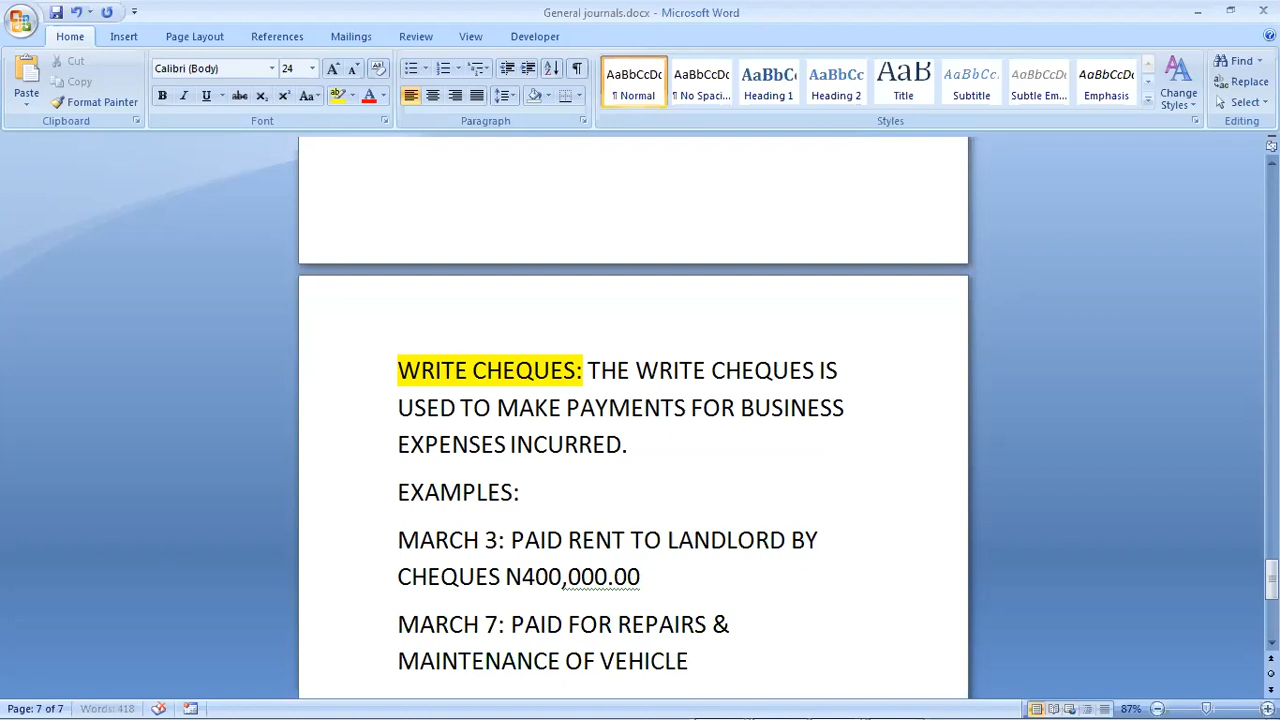 General journals.docx - Microsoft Word
Home Insert Page Layout References Mailings Review View Developer
Paste
Cut
Copy
Format Painter
Clipboard
Calibri (Body) 24
B I U abc X₂ X² Aa
Font
Paragraph
AaBbCcDc AaBbCcDc AaBbC AaBbCc AaB AaBbCc. AaBbCcDc AaBbCcDc
¶ Normal ¶ No Spaci... Heading 1 Heading 2 Title Subtitle Subtle Em... Emphasis
Styles
Change Styles
Find
Replace
Select
Editing
WRITE CHEQUES: THE WRITE CHEQUES IS
USED TO MAKE PAYMENTS FOR BUSINESS
EXPENSES INCURRED.
EXAMPLES:
MARCH 3: PAID RENT TO LANDLORD BY
CHEQUES N400,000.00
MARCH 7: PAID FOR REPAIRS &
MAINTENANCE OF VEHICLE
Page: 7 of 7 Words: 418 87%